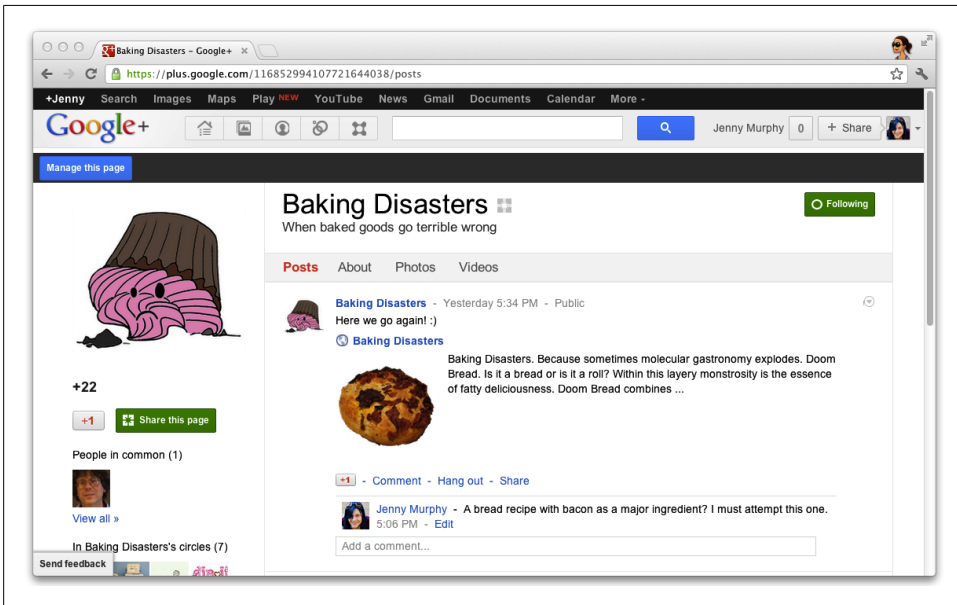 Baking Disasters – Google+ ×
https://plus.google.com/116852994107721644038/posts
+Jenny Search Images Maps Play NEW YouTube News Gmail Documents Calendar More -
Google+
Jenny Murphy 0 + Share
Manage this page
Baking Disasters
Following
When baked goods go terrible wrong
Posts About Photos Videos
Baking Disasters - Yesterday 5:34 PM - Public
Here we go again! :)
Baking Disasters
Baking Disasters. Because sometimes molecular gastronomy explodes. Doom
Bread. Is it a bread or is it a roll? Within this layery monstrosity is the essence
of fatty deliciousness. Doom Bread combines ...
+22
+1 Share this page
People in common (1)
View all »
In Baking Disasters's circles (7)
+1 - Comment - Hang out - Share
Jenny Murphy - A bread recipe with bacon as a major ingredient? I must attempt this one.
5:06 PM - Edit
Add a comment...
Send feedback